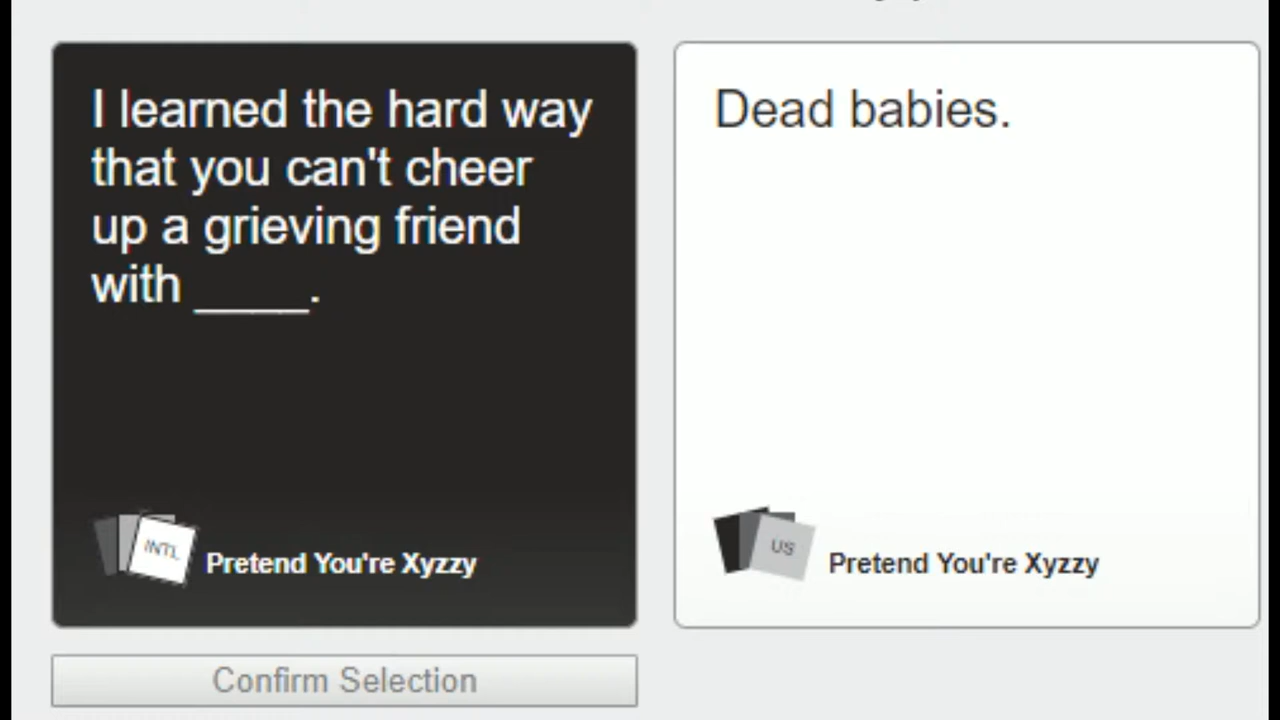 I learned the hard way
that you can't cheer
up a grieving friend
with ____.
INTL
Pretend You're Xyzzy
Dead babies.
US
Pretend You're Xyzzy
Confirm Selection